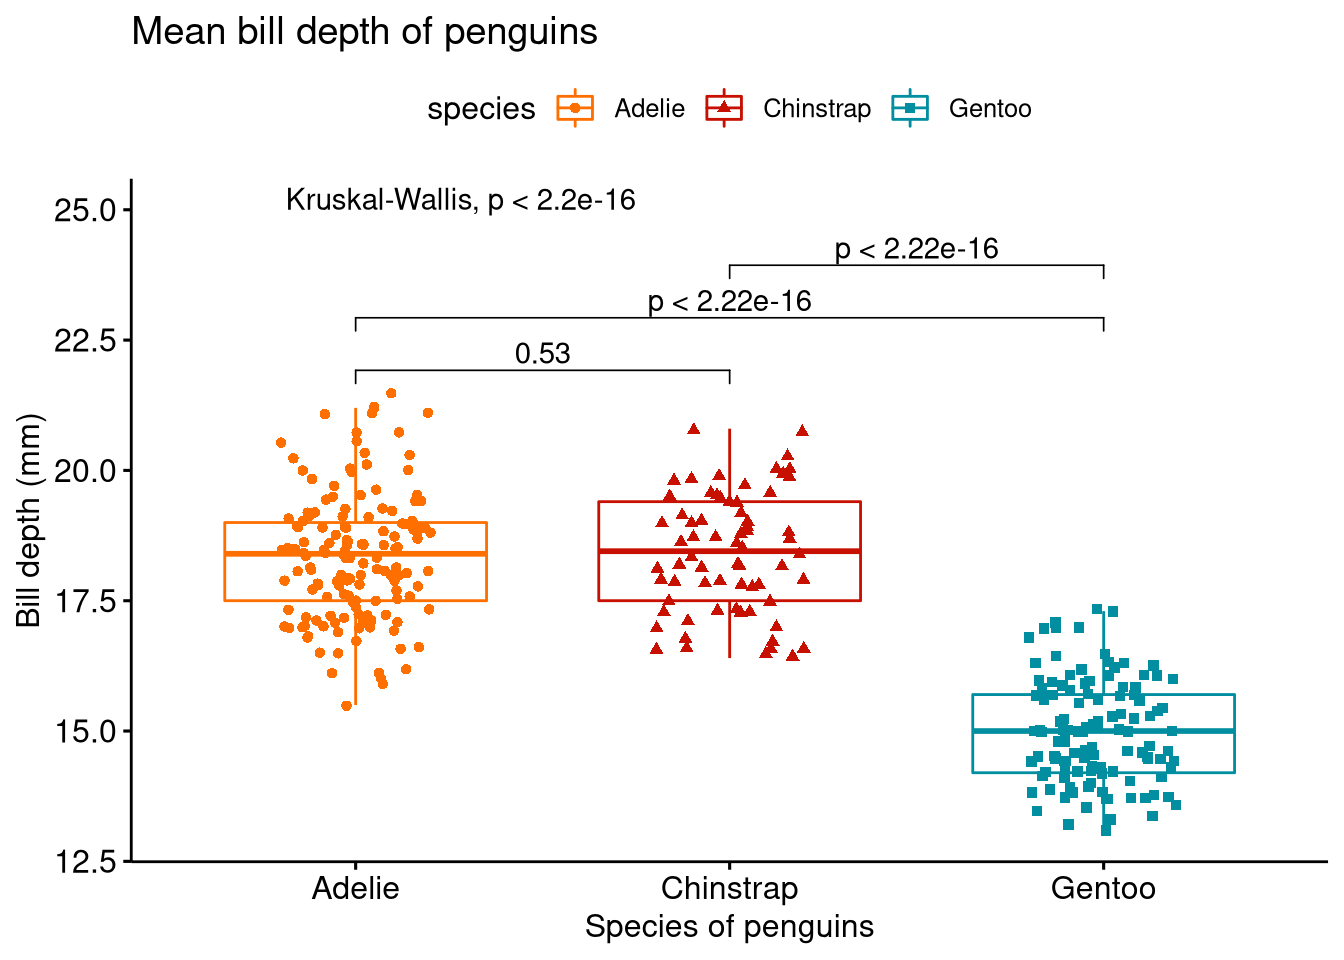 Mean bill depth of penguins
species Adelie Chinstrap Gentoo
Kruskal-Wallis, p < 2.2e-16
p < 2.22e-16
p < 2.22e-16
0.53
25.0
22.5
20.0
17.5
15.0
12.5
Bill depth (mm)
Adelie Chinstrap Gentoo
Species of penguins